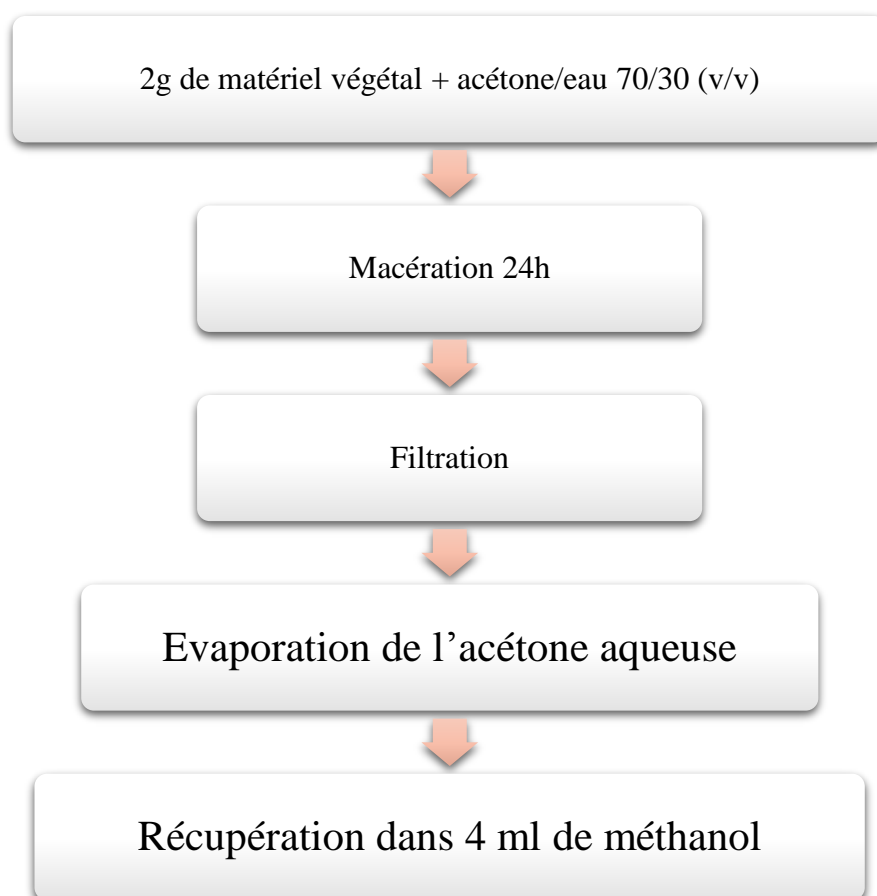 2g de matériel végétal + acétone/eau 70/30 (v/v)
Macération 24h
Filtration
Evaporation de l’acétone aqueuse
Récupération dans 4 ml de méthanol